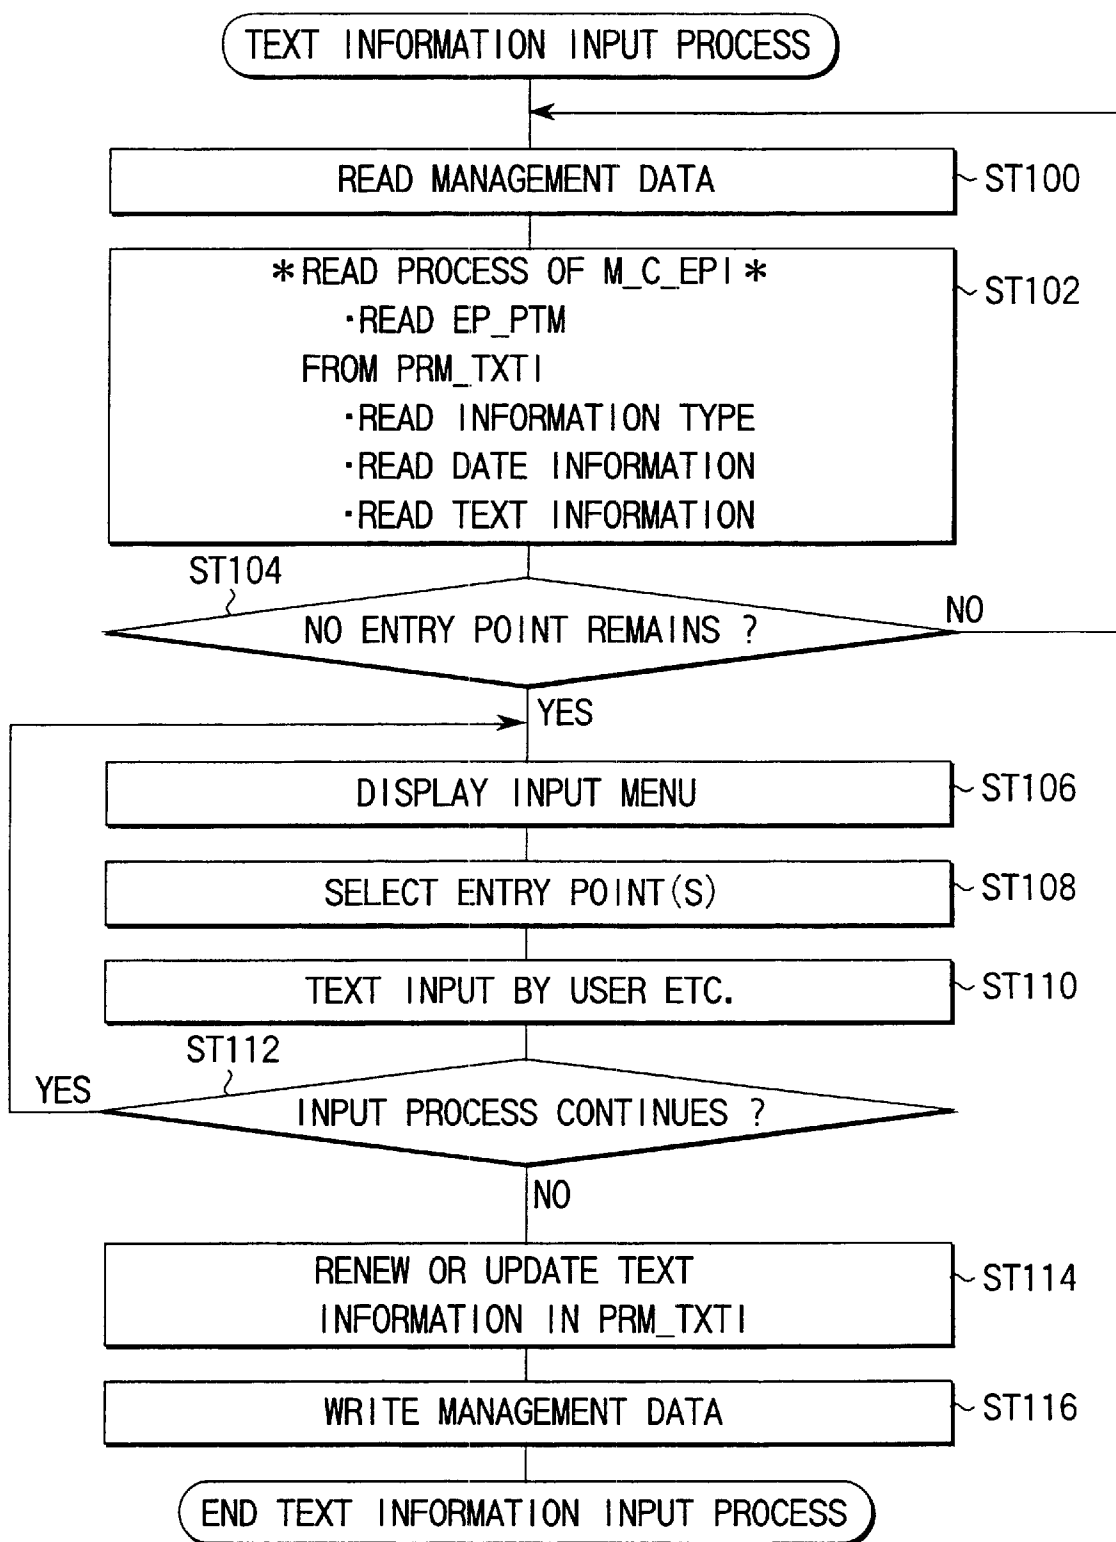 TEXT INFORMATION INPUT PROCESS
READ MANAGEMENT DATA
ST100
*READ PROCESS OF M_C_EPI*
·READ EP_PTM
FROM PRM_TXTI
·READ INFORMATION TYPE
·READ DATE INFORMATION
·READ TEXT INFORMATION
ST102
ST104
NO ENTRY POINT REMAINS ?
NO
YES
DISPLAY INPUT MENU
ST106
SELECT ENTRY POINT(S)
ST108
TEXT INPUT BY USER ETC.
ST110
ST112
YES
INPUT PROCESS CONTINUES ?
NO
RENEW OR UPDATE TEXT
INFORMATION IN PRM_TXTI
ST114
WRITE MANAGEMENT DATA
ST116
END TEXT INFORMATION INPUT PROCESS